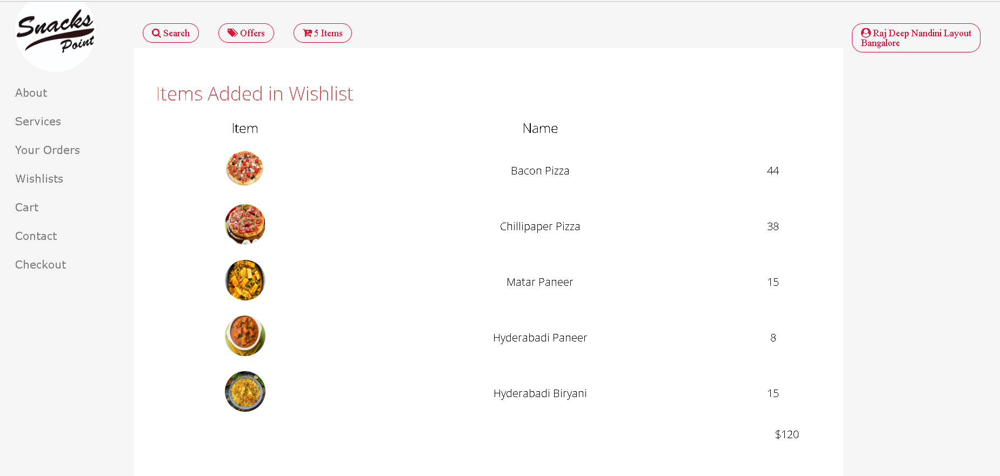 Snacks
Point
Search
Offers
5 Items
Raj Deep Nandini Layout
Bangalore
About
Services
Your Orders
Wishlists
Cart
Contact
Checkout
Items Added in Wishlist
Item Name
Bacon Pizza 44
Chillipaper Pizza 38
Matar Paneer 15
Hyderabadi Paneer 8
Hyderabadi Biryani 15
$120